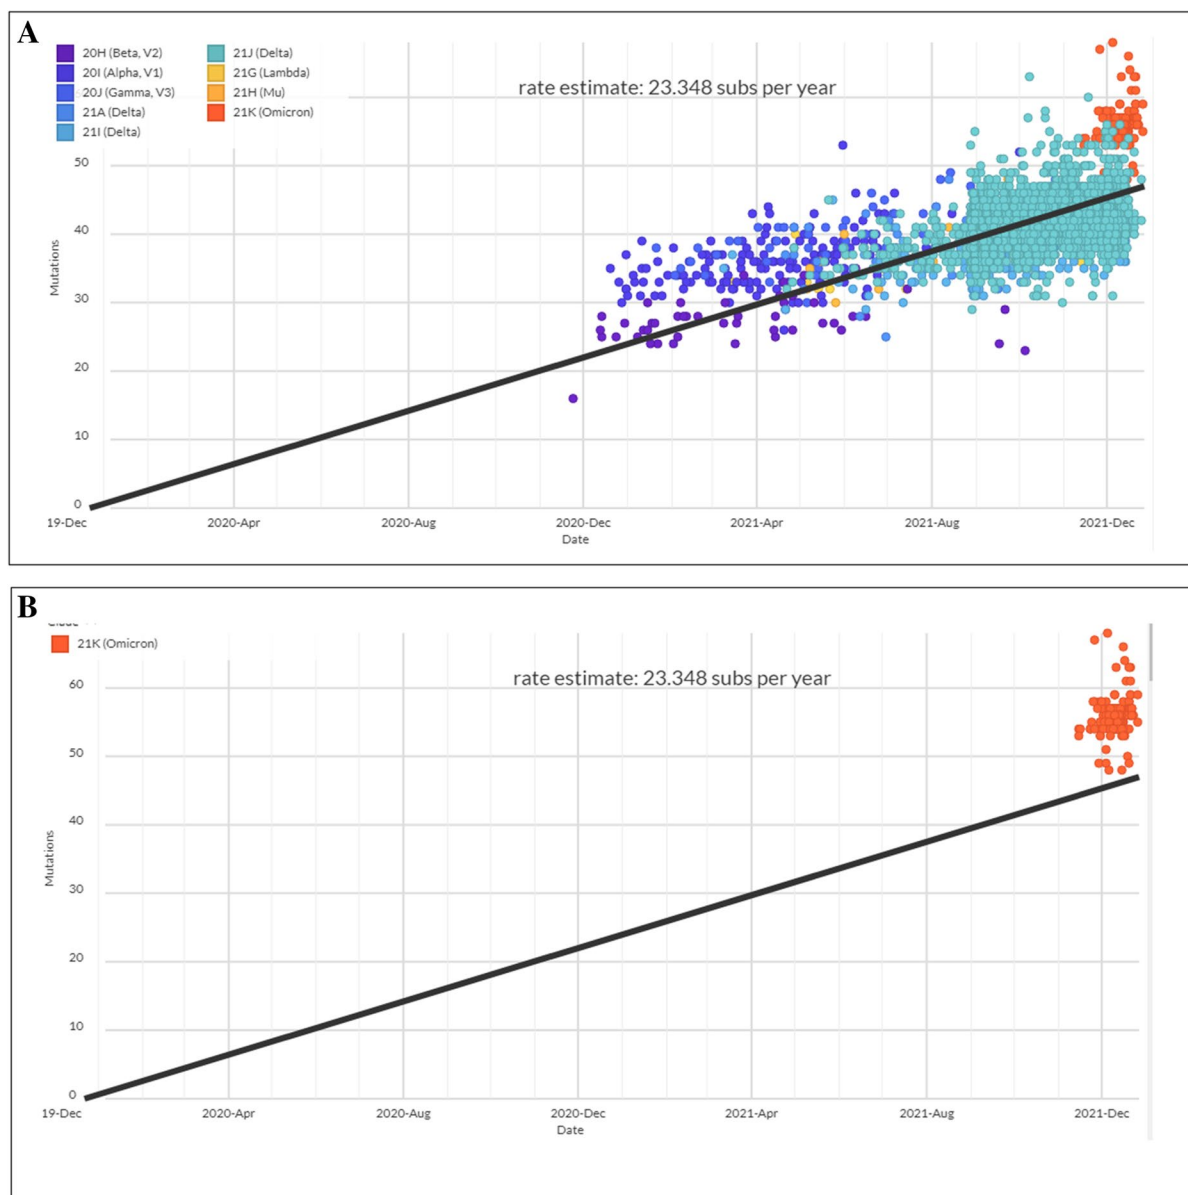 A
20H (Beta, V2)
20I (Alpha, V1)
20J (Gamma, V3)
21A (Delta)
21I (Delta)
21J (Delta)
21G (Lambda)
21H (Mu)
21K (Omicron)
rate estimate: 23.348 subs per year
50
40
30
20
10
0
Mutations
19-Dec
2020-Apr
2020-Aug
2020-Dec
2021-Apr
2021-Aug
2021-Dec
Date
B
21K (Omicron)
rate estimate: 23.348 subs per year
60
50
40
30
20
10
0
Mutations
19-Dec
2020-Apr
2020-Aug
2020-Dec
2021-Apr
2021-Aug
2021-Dec
Date